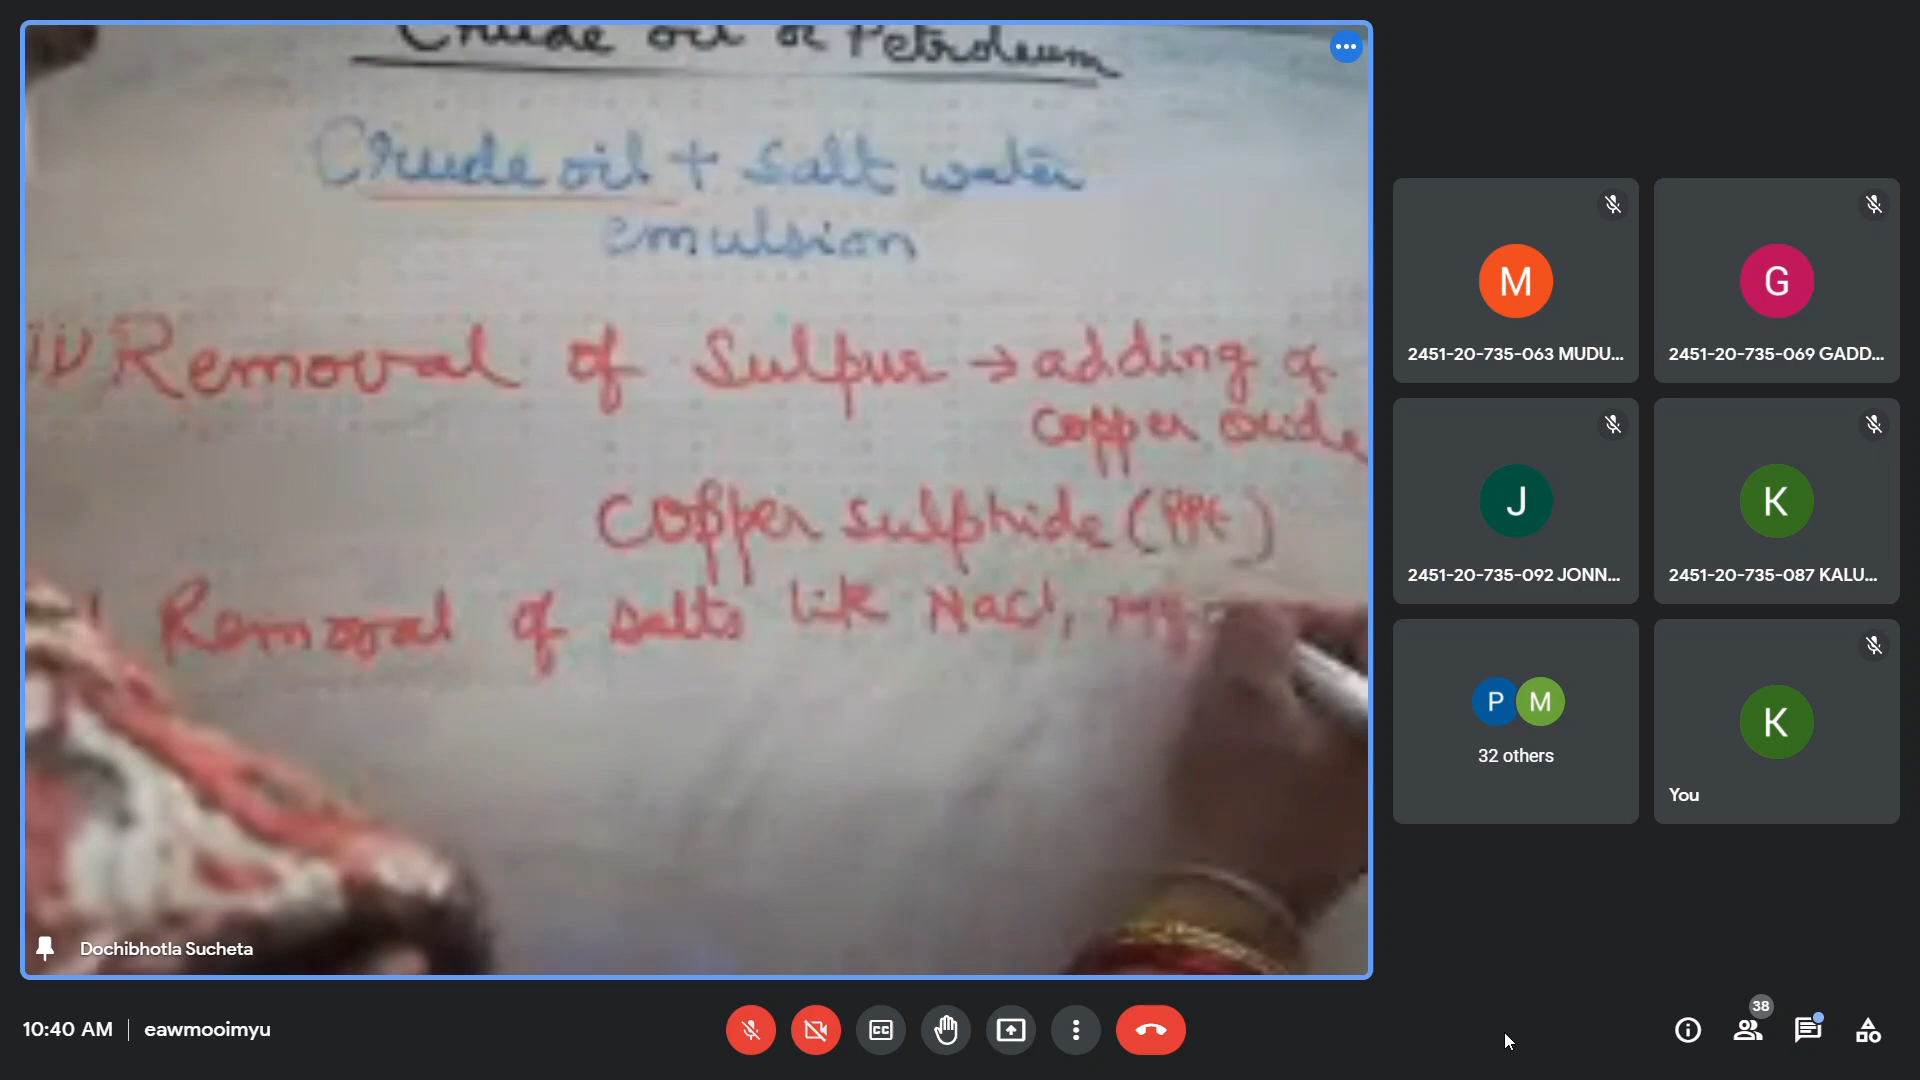 Crude oil or Petroleum
Crude oil + Salt water
emulsion
Removal of Sulpur → adding of
copper oxide
Copper sulphide (PPt)
Removal of salts like NaCl,
Dochibhotla Sucheta
M
2451-20-735-063 MUDU...
G
2451-20-735-069 GADD...
J
2451-20-735-092 JONN...
K
2451-20-735-087 KALU...
P M
32 others
K
You
10:40 AM | eawmooimyu
CC
38